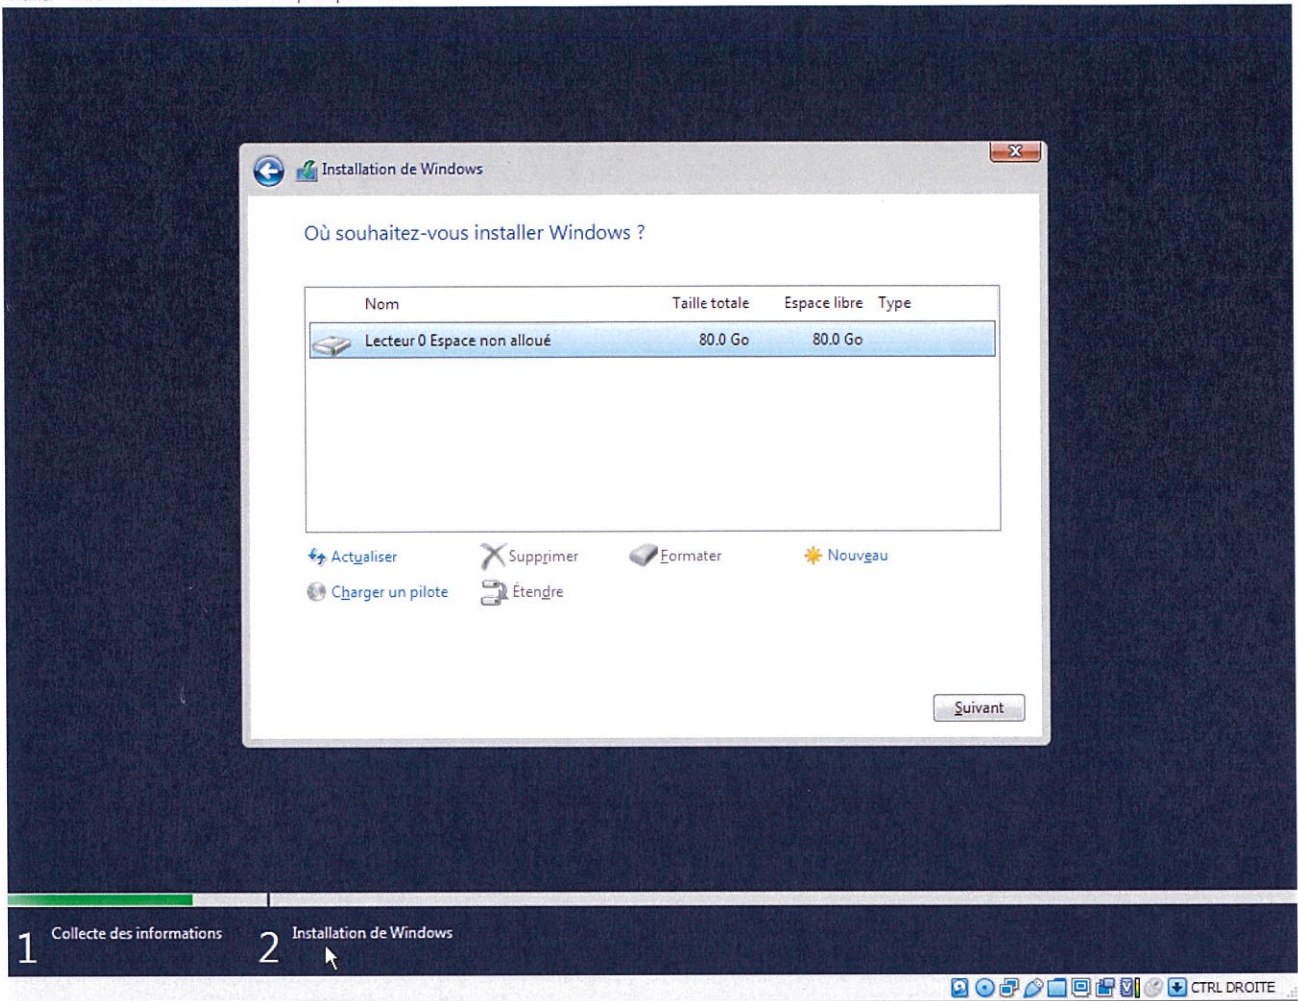 Installation de Windows
Où souhaitez-vous installer Windows ?
Nom Taille totale Espace libre Type
Lecteur 0 Espace non alloué 80.0 Go 80.0 Go
Actualiser Supprimer Formater Nouveau
Charger un pilote Étendre
Suivant
1 Collecte des informations 2 Installation de Windows
CTRL DROITE